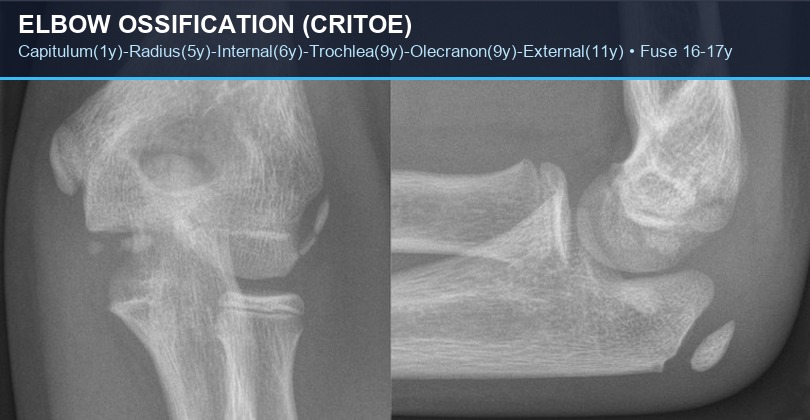 ELBOW OSSIFICATION (CRITOE)
Capitulum(1y)-Radius(5y)-Internal(6y)-Trochlea(9y)-Olecranon(9y)-External(11y) • Fuse 16-17y